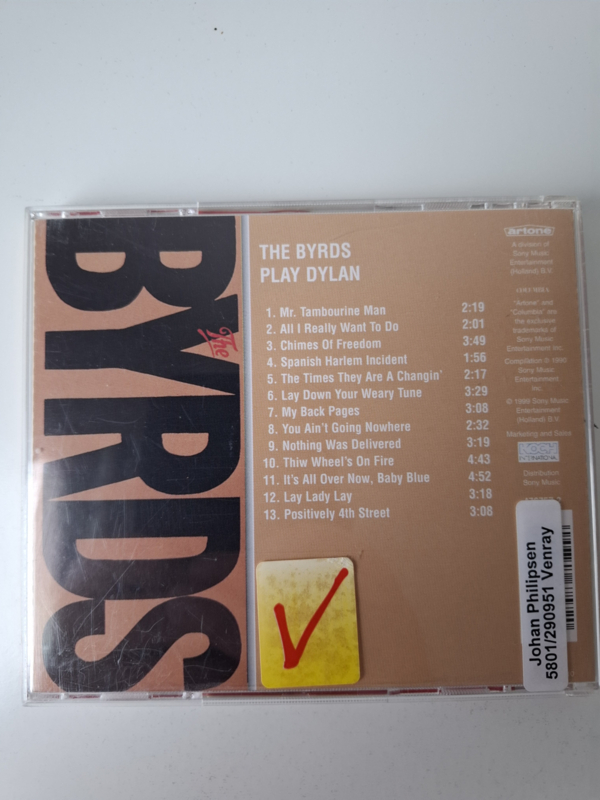 The
BYRDS
THE BYRDS
PLAY DYLAN
1. Mr. Tambourine Man 2:19
2. All I Really Want To Do 2:01
3. Chimes Of Freedom 3:49
4. Spanish Harlem Incident 1:56
5. The Times They Are A Changin' 2:17
6. Lay Down Your Weary Tune 3:29
7. My Back Pages 3:08
8. You Ain't Going Nowhere 2:32
9. Nothing Was Delivered 3:19
10. Thiw Wheel's On Fire 4:43
11. It's All Over Now, Baby Blue 4:52
12. Lay Lady Lay 3:18
13. Positively 4th Street 3:08
artone
A division of
Sony Music
Entertainment
(Holland) B.V.
COLUMBIA
"Artone" and
"Columbia" are
the exclusive
trademarks of
Sony Music
Entertainment Inc.
Compilation ℗
Sony Music
Entertainment
Inc.
Sony Music
Entertainment
(Holland) B.V.
Marketing and Sales
Distribution
Sony Music
Johan Philipsen
5801/290951 Venray